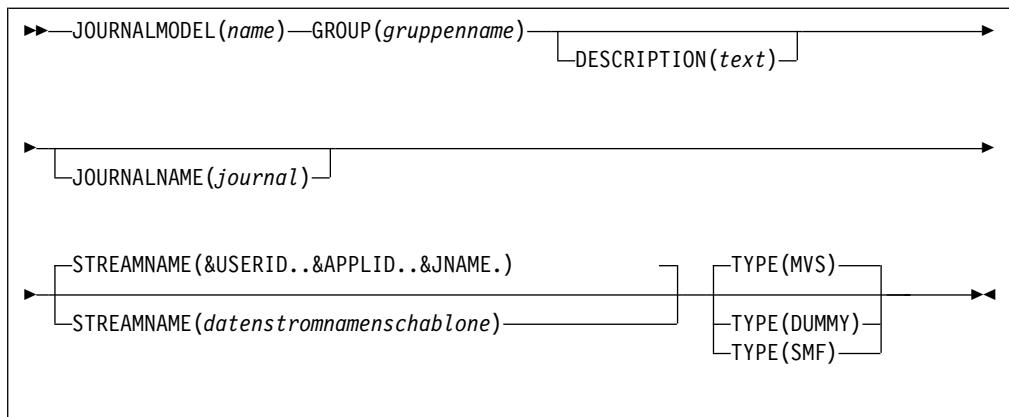 JOURNALMODEL(name) GROUP(gruppenname)
DESCRIPTION(text)
JOURNALNAME(journal)
STREAMNAME(&USERID..&APPLID..&JNAME.) TYPE(MVS)
STREAMNAME(datenstromnamenschablone) TYPE(DUMMY)
TYPE(SMF)